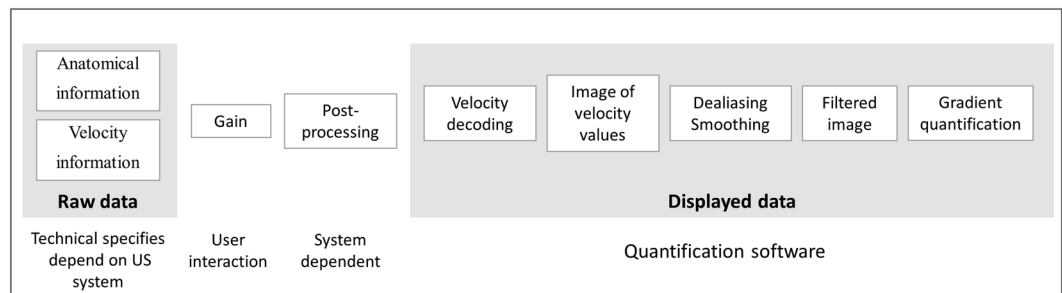 Anatomical
information
Velocity
information
Raw data
Technical specifies
depend on US
system
Gain
User
interaction
Post-
processing
System
dependent
Velocity
decoding
Image of
velocity
values
Dealiasing
Smoothing
Filtered
image
Gradient
quantification
Displayed data
Quantification software